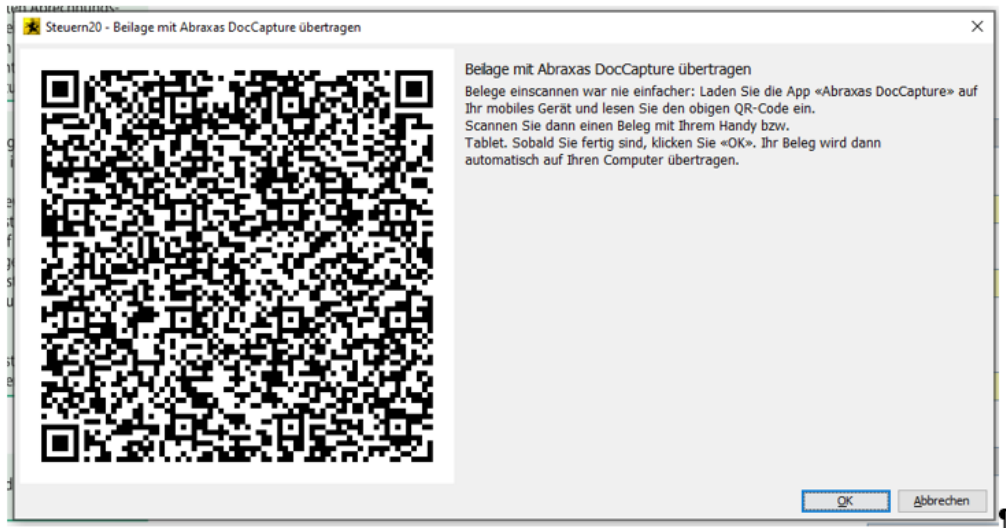 ten Abrechnungs-
Steuern20 - Beilage mit Abraxas DocCapture übertragen
Beilage mit Abraxas DocCapture übertragen
Belege einscannen war nie einfacher: Laden Sie die App «Abraxas DocCapture» auf
Ihr mobiles Gerät und lesen Sie den obigen QR-Code ein.
Scannen Sie dann einen Beleg mit Ihrem Handy bzw.
Tablet. Sobald Sie fertig sind, klicken Sie «OK». Ihr Beleg wird dann
automatisch auf Ihren Computer übertragen.
OK
Abbrechen